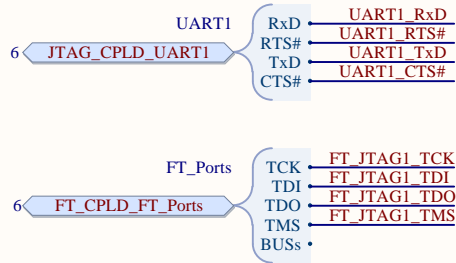 UART1 RxD UART1_RxD
RTS# UART1_RTS#
6 JTAG_CPLD_UART1 TxD UART1_TxD
CTS# UART1_CTS#
FT_Ports TCK FT_JTAG1_TCK
TDI FT_JTAG1_TDI
6 FT_CPLD_FT_Ports TDO FT_JTAG1_TDO
TMS FT_JTAG1_TMS
BUSs